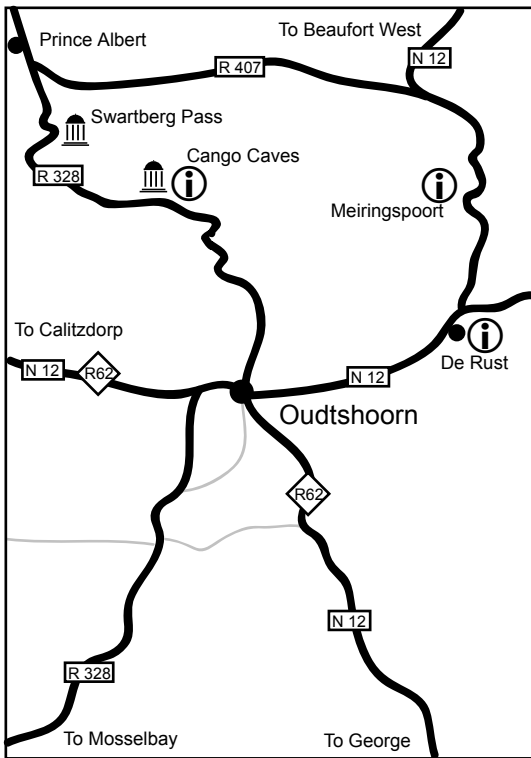 To Beaufort West
Prince Albert
N 12
R 407
Swartberg Pass
Cango Caves
R 328
i
i
Meiringspoort
To Calitzdorp
i
De Rust
N 12
R62
N 12
Oudtshoorn
R62
N 12
R 328
To Mosselbay
To George